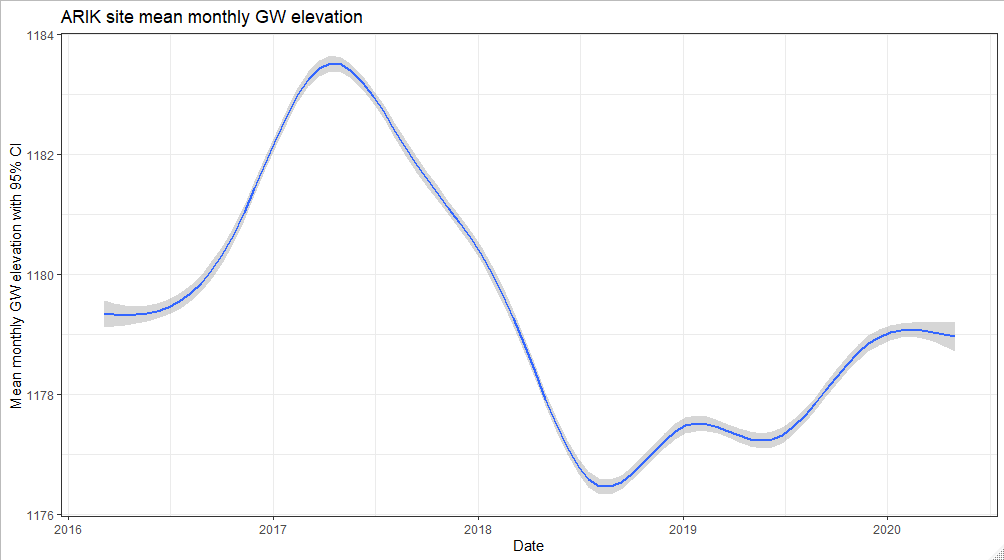 ARIK site mean monthly GW elevation
Mean monthly GW elevation with 95% CI
1184
1182
1180
1178
1176
2016 2017 2018 2019 2020
Date